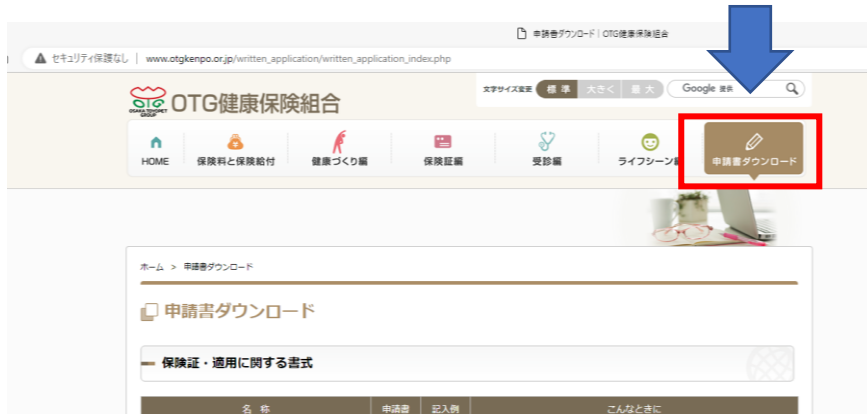 申請書ダウンロード｜OTG健康保険組合
セキュリティ保護なし | www.otgkenpo.or.jp/written_application/written_application_index.php
文字サイズ変更 標 準 大きく 最 大 Google 提供
OTG
OSAKA TOYOPET
GROUP
OTG健康保険組合
HOME 保険料と保険給付 健康づくり編 保険証編 受診編 ライフシーン編 申請書ダウンロード
ホーム > 申請書ダウンロード
申請書ダウンロード
保険証・適用に関する書式
名 称 申請書 記入例 こんなときに